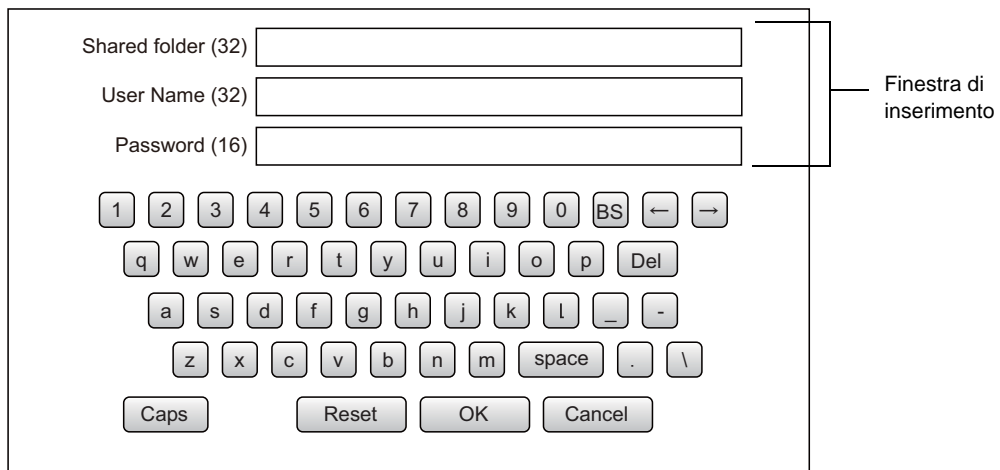 Shared folder (32)
User Name (32)
Password (16)
Finestra di
inserimento
1 2 3 4 5 6 7 8 9 0 BS ← →
q w e r t y u i o p Del
a s d f g h j k l _ -
z x c v b n m space . \
Caps Reset OK Cancel